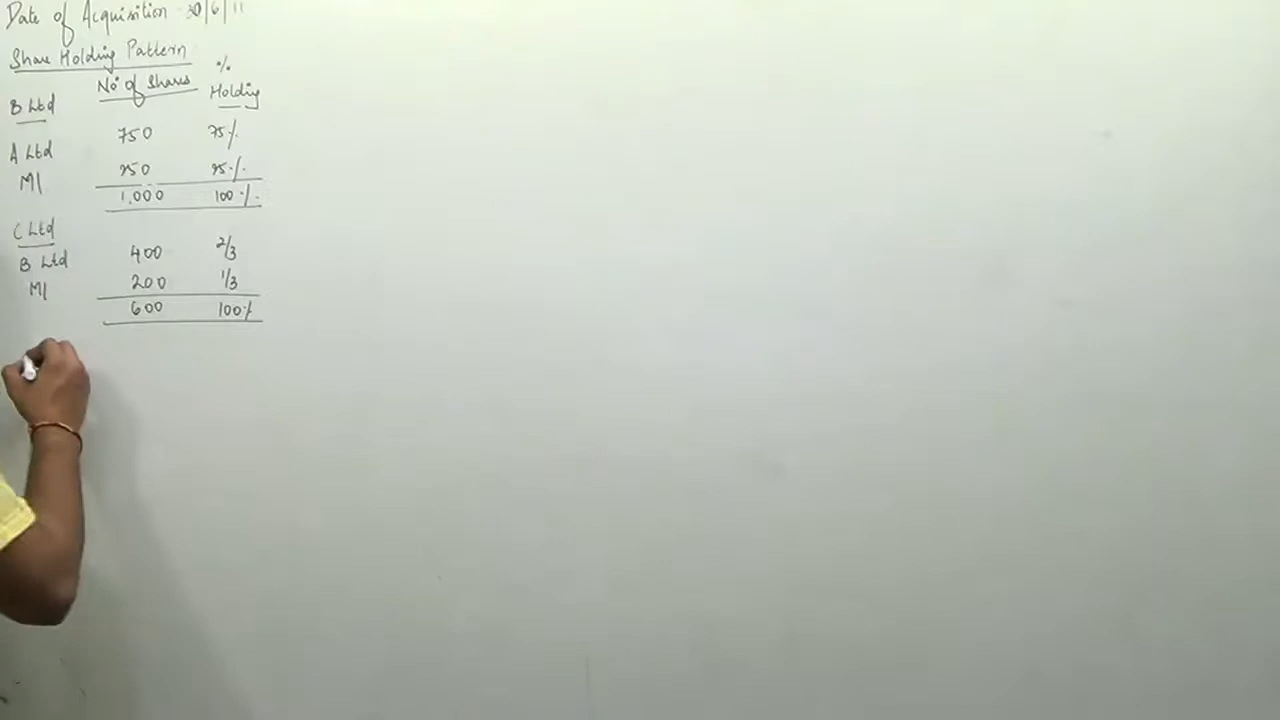 Date of Acquisition - 30/6/11
Share Holding Pattern
No of Shares % Holding
B Ltd
A Ltd 750 75%
MI 250 25%
1,000 100%
C Ltd
B Ltd 400 2/3
MI 200 1/3
600 100%